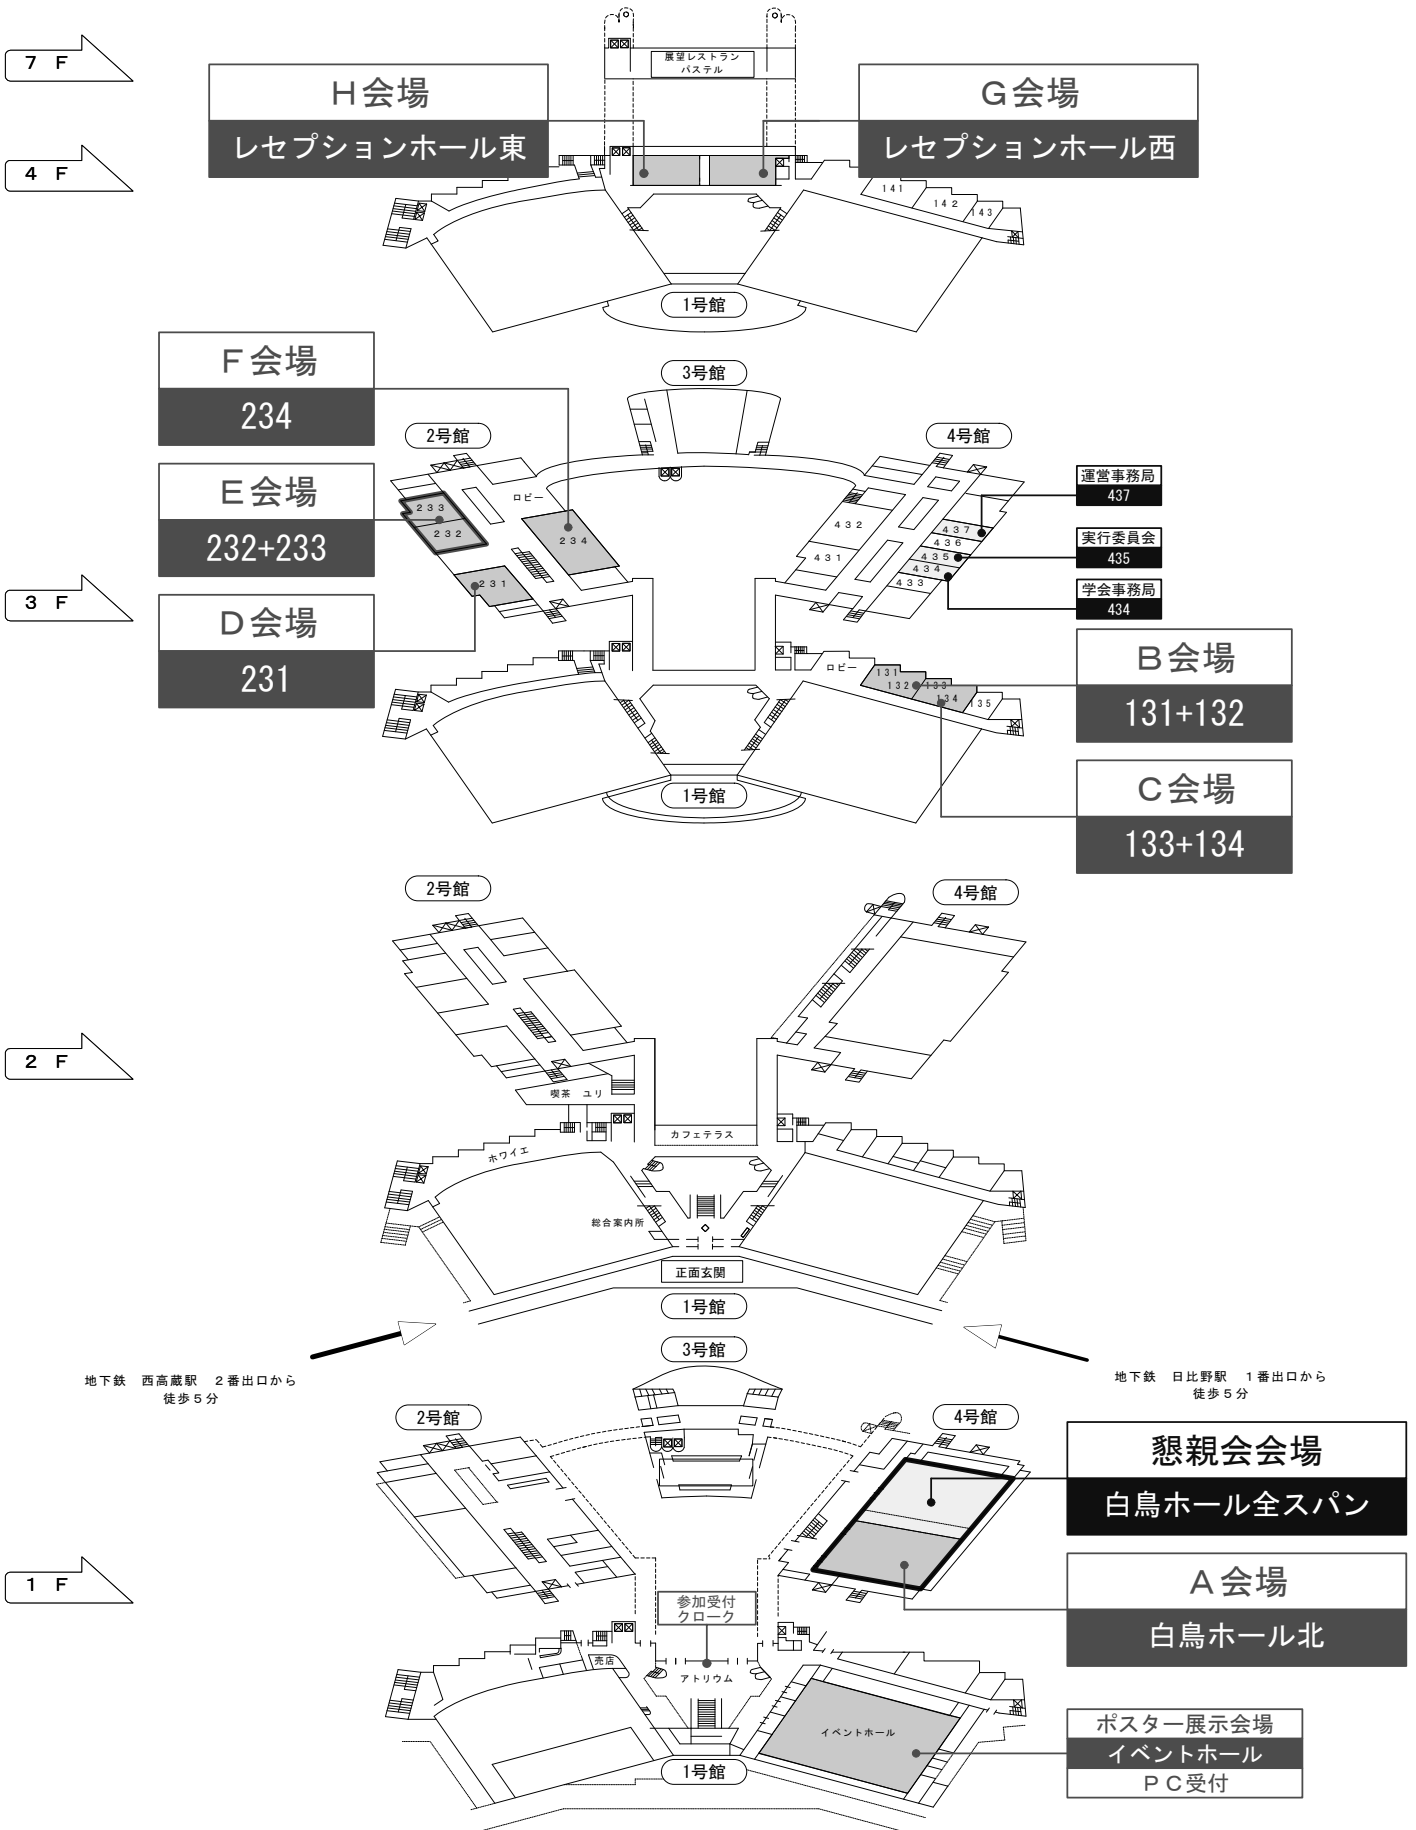 7 F
展望レストラン
パステル
H会場
レセプションホール東
G会場
レセプションホール西
4 F
141
142
143
1号館
F会場
234
3号館
2号館
4号館
E会場
232+233
ロビー
233
232
234
231
432
431
437
436
435
434
433
運営事務局
437
実行委員会
435
学会事務局
434
3 F
D会場
231
ロビー
131
132
133
134
135
B会場
131+132
C会場
133+134
1号館
2号館
4号館
2 F
喫茶 ユリ
カフェテラス
ホワイエ
総合案内所
正面玄関
1号館
地下鉄 西高蔵駅 2番出口から
徒歩5分
地下鉄 日比野駅 1番出口から
徒歩5分
3号館
2号館
4号館
懇親会会場
白鳥ホール全スパン
A会場
白鳥ホール北
1 F
参加受付
クローク
売店
アトリウム
イベントホール
1号館
ポスター展示会場
イベントホール
PC受付